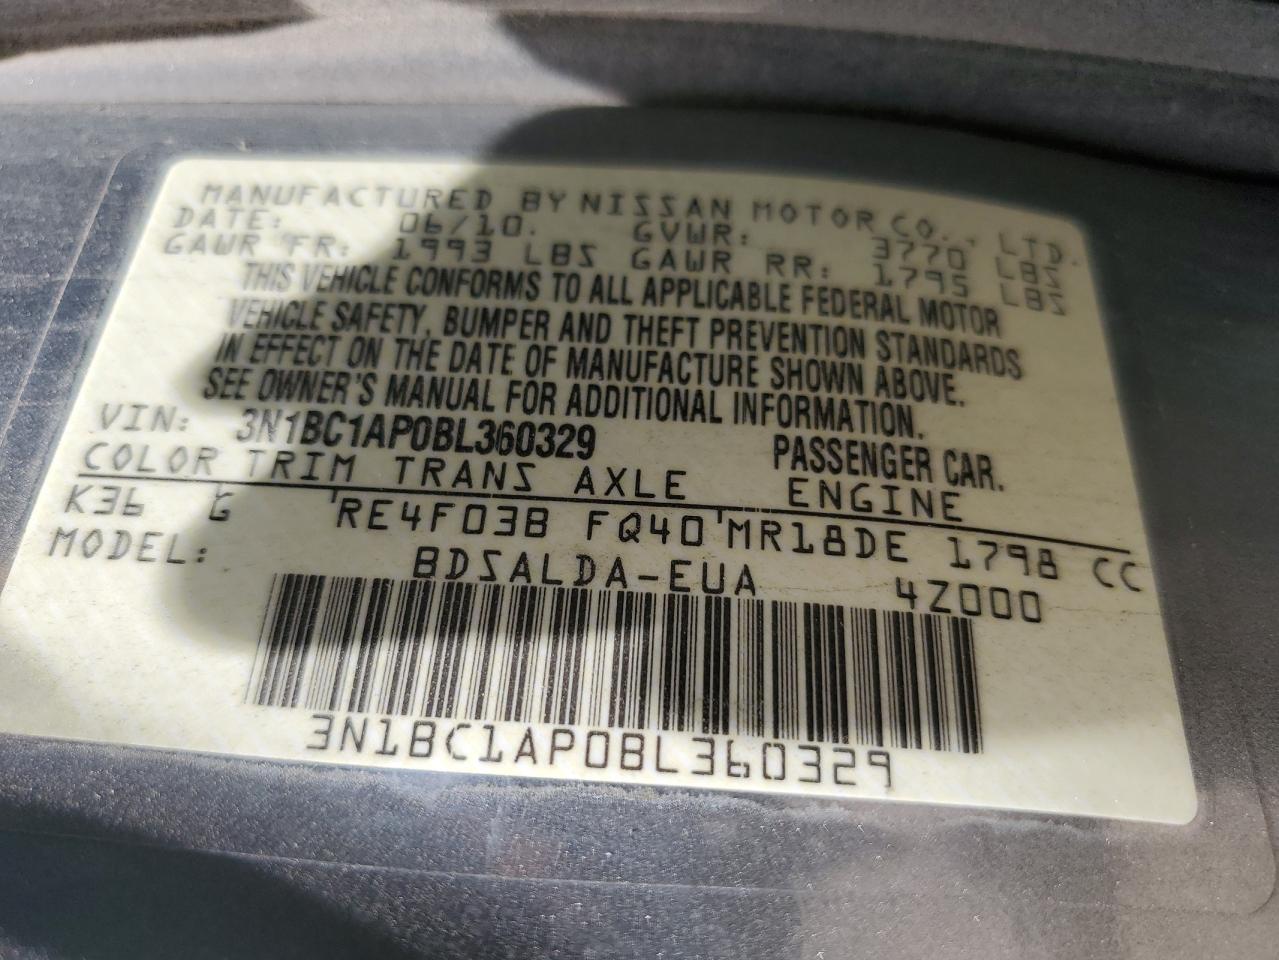 MANUFACTURED BY NISSAN MOTOR CO., LTD.
DATE: 06/10. GVWR: 3770 LBS
GAWR FR: 1993 LBS GAWR RR: 1795 LBS
THIS VEHICLE CONFORMS TO ALL APPLICABLE FEDERAL MOTOR
VEHICLE SAFETY, BUMPER AND THEFT PREVENTION STANDARDS
IN EFFECT ON THE DATE OF MANUFACTURE SHOWN ABOVE.
SEE OWNER'S MANUAL FOR ADDITIONAL INFORMATION.
VIN: 3N1BC1AP0BL360329 PASSENGER CAR.
COLOR TRIM TRANS AXLE ENGINE
K36 G RE4F03B FQ40 MR18DE 1798 CC
MODEL: BDSALDA-EUA 4Z000
3N1BC1AP0BL360329